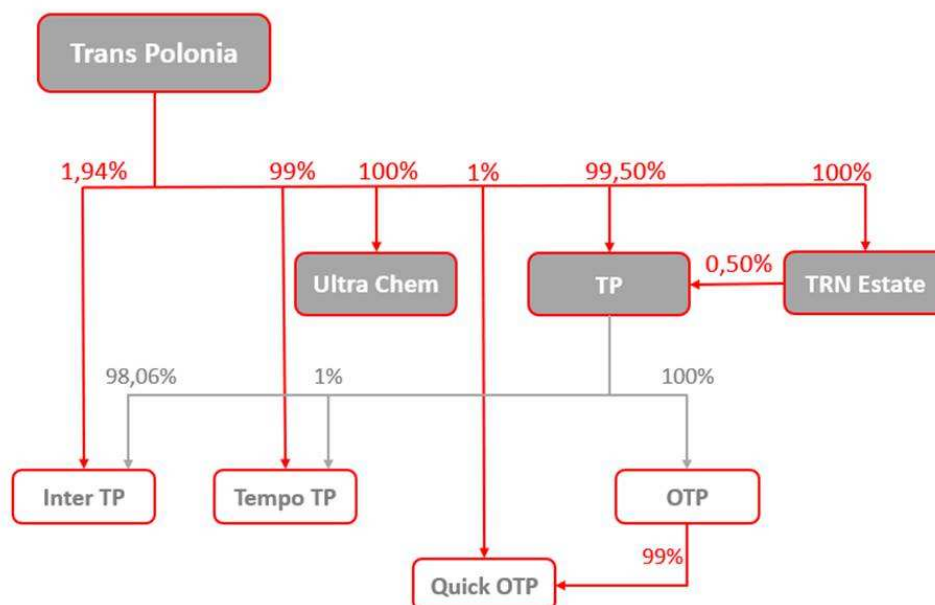 Trans Polonia
1,94%
99%
100%
1%
99,50%
100%
Ultra Chem
TP
0,50%
TRN Estate
98,06%
1%
100%
Inter TP
Tempo TP
OTP
99%
Quick OTP